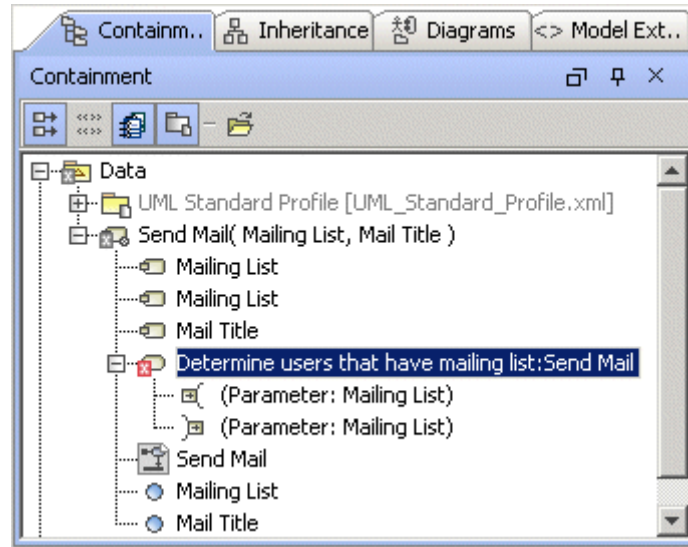 Containm.. Inheritance Diagrams <> Model Ext..
Containment
Data
UML Standard Profile [UML_Standard_Profile.xml]
Send Mail( Mailing List, Mail Title )
Mailing List
Mailing List
Mail Title
Determine users that have mailing list:Send Mail
(Parameter: Mailing List)
(Parameter: Mailing List)
Send Mail
Mailing List
Mail Title